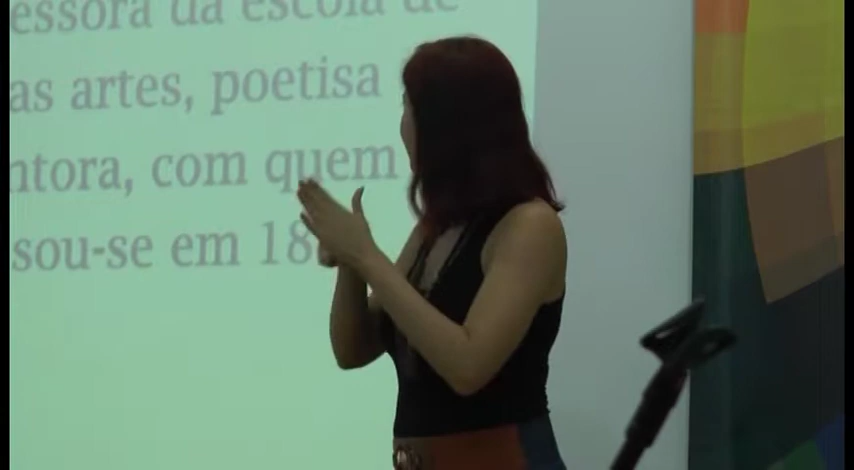 essora da escola de
as artes, poetisa
ntora, com quem
sou-se em 18